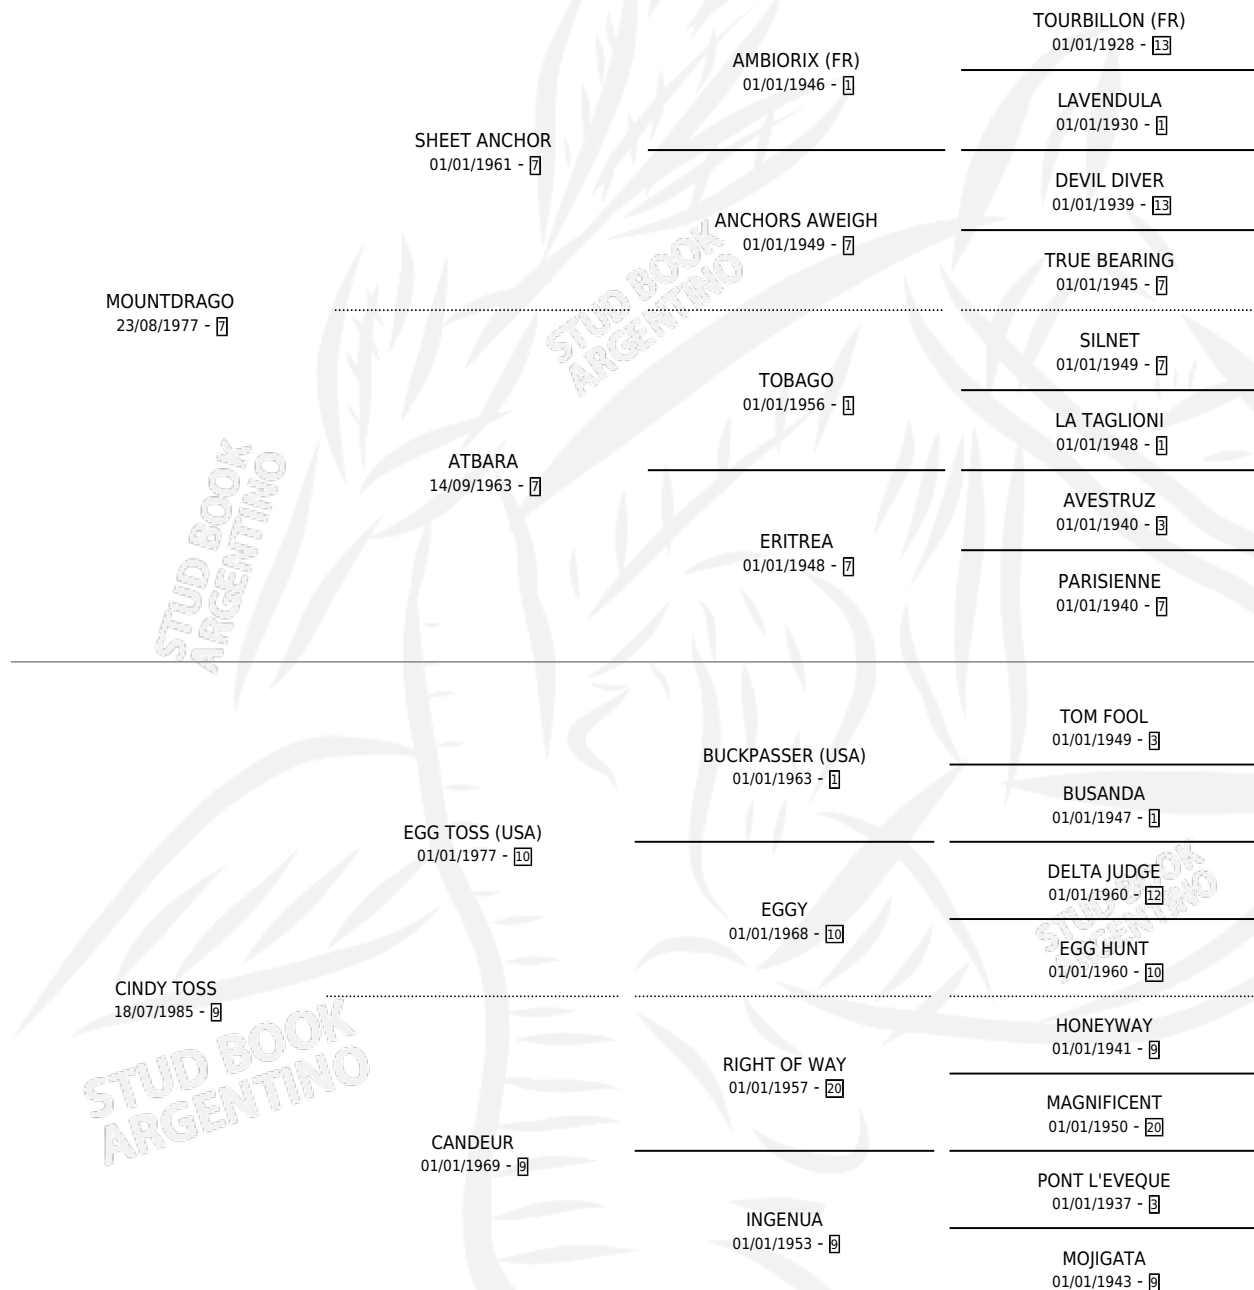 TOURBILLON (FR)
01/01/1928 - 13
AMBIORIX (FR)
01/01/1946 - 1
LAVENDULA
01/01/1930 - 1
SHEET ANCHOR
01/01/1961 - 7
DEVIL DIVER
01/01/1939 - 13
ANCHORS AWEIGH
01/01/1949 - 7
TRUE BEARING
01/01/1945 - 7
MOUNTDRAGO
23/08/1977 - 7
STUD BOOK
ARGENTINO
SILNET
01/01/1949 - 7
TOBAGO
01/01/1956 - 1
LA TAGLIONI
01/01/1948 - 1
ATBARA
14/09/1963 - 7
AVESTRUZ
01/01/1940 - 3
ERITREA
01/01/1948 - 7
PARISIENNE
01/01/1940 - 7
STUD BOOK
ARGENTINO
TOM FOOL
01/01/1949 - 3
BUCKPASSER (USA)
01/01/1963 - 1
BUSANDA
01/01/1947 - 1
EGG TOSS (USA)
01/01/1977 - 10
DELTA JUDGE
01/01/1960 - 12
EGGY
01/01/1968 - 10
STUD BOOK
ARGENTINO
EGG HUNT
01/01/1960 - 10
CINDY TOSS
18/07/1985 - 9
HONEYWAY
01/01/1941 - 9
STUD BOOK
ARGENTINO
RIGHT OF WAY
01/01/1957 - 20
MAGNIFICENT
01/01/1950 - 20
CANDEUR
01/01/1969 - 9
PONT L'EVEQUE
01/01/1937 - 3
INGENUA
01/01/1953 - 9
MOJIGATA
01/01/1943 - 9